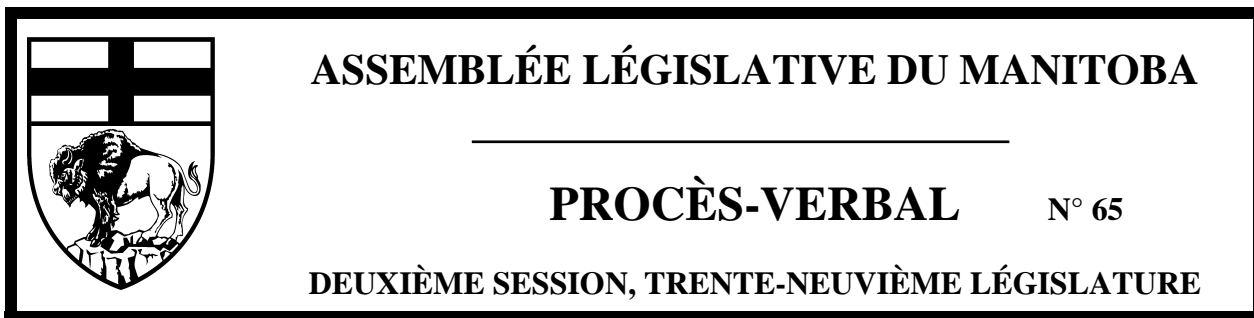 ASSEMBLÉE LÉGISLATIVE DU MANITOBA
PROCÈS-VERBAL N° 65
DEUXIÈME SESSION, TRENTE-NEUVIÈME LÉGISLATURE